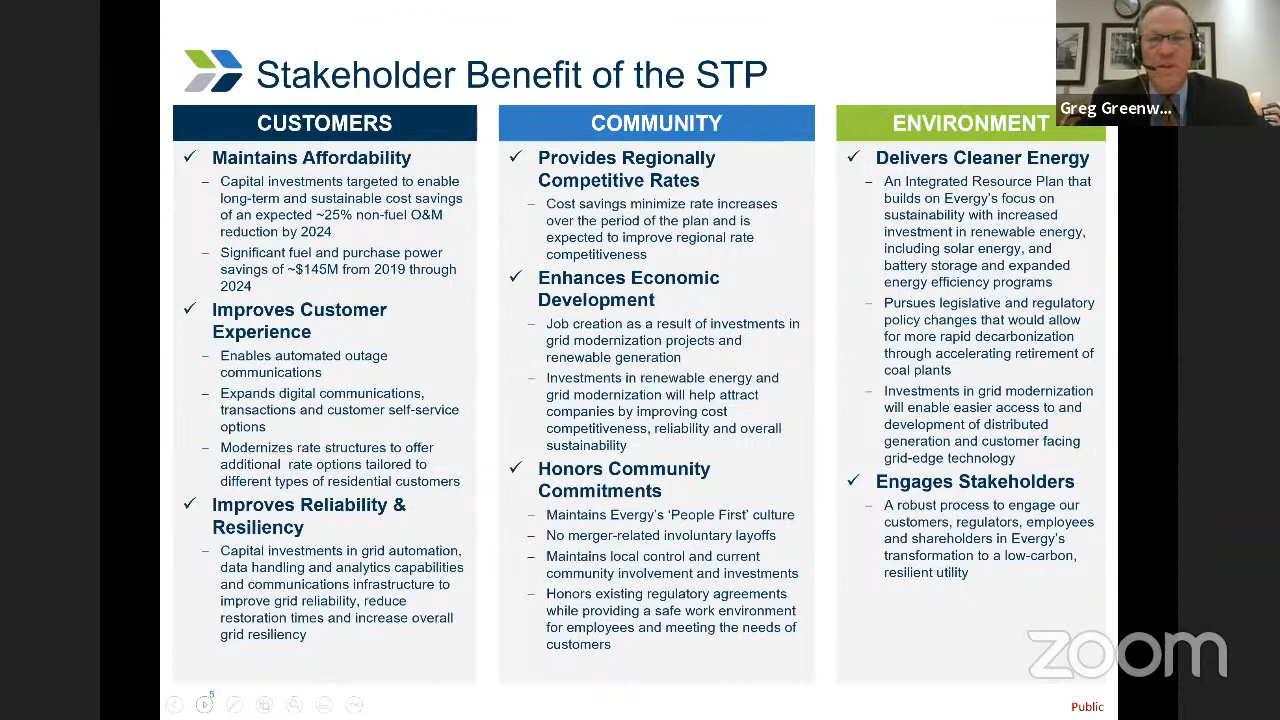 Stakeholder Benefit of the STP
Greg Greenw...
CUSTOMERS
✓ Maintains Affordability
– Capital investments targeted to enable
long-term and sustainable cost savings
of an expected ~25% non-fuel O&M
reduction by 2024
– Significant fuel and purchase power
savings of ~$145M from 2019 through
2024
✓ Improves Customer
Experience
– Enables automated outage
communications
– Expands digital communications,
transactions and customer self-service
options
– Modernizes rate structures to offer
additional rate options tailored to
different types of residential customers
✓ Improves Reliability &
Resiliency
– Capital investments in grid automation,
data handling and analytics capabilities
and communications infrastructure to
improve grid reliability, reduce
restoration times and increase overall
grid resiliency
COMMUNITY
✓ Provides Regionally
Competitive Rates
– Cost savings minimize rate increases
over the period of the plan and is
expected to improve regional rate
competitiveness
✓ Enhances Economic
Development
– Job creation as a result of investments in
grid modernization projects and
renewable generation
– Investments in renewable energy and
grid modernization will help attract
companies by improving cost
competitiveness, reliability and overall
sustainability
✓ Honors Community
Commitments
– Maintains Evergy's ‘People First’ culture
– No merger-related involuntary layoffs
– Maintains local control and current
community involvement and investments
– Honors existing regulatory agreements
while providing a safe work environment
for employees and meeting the needs of
customers
ENVIRONMENT
✓ Delivers Cleaner Energy
– An Integrated Resource Plan that
builds on Evergy's focus on
sustainability with increased
investment in renewable energy,
including solar energy, and
battery storage and expanded
energy efficiency programs
– Pursues legislative and regulatory
policy changes that would allow
for more rapid decarbonization
through accelerating retirement of
coal plants
– Investments in grid modernization
will enable easier access to and
development of distributed
generation and customer facing
grid-edge technology
✓ Engages Stakeholders
– A robust process to engage our
customers, regulators, employees
and shareholders in Evergy's
transformation to a low-carbon,
resilient utility
zoom
5
Public